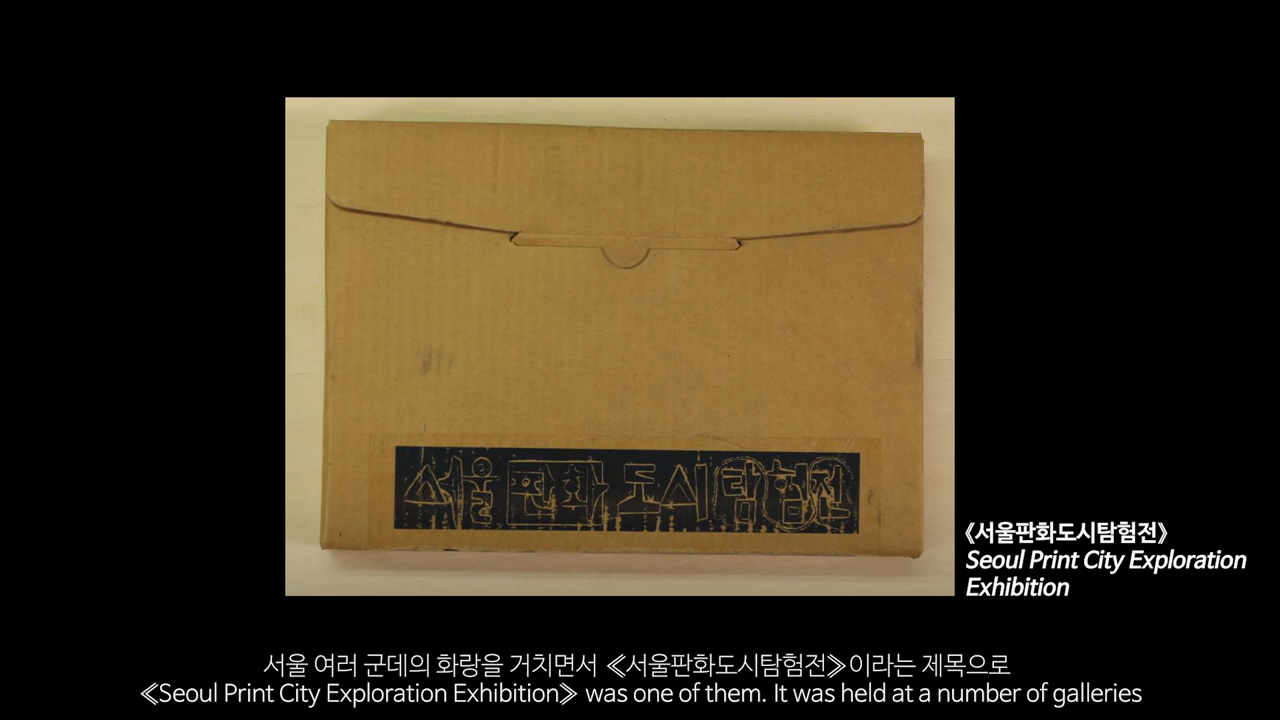 서울 판화 도시탐험전
《서울판화도시탐험전》
Seoul Print City Exploration
Exhibition
서울 여러 군데의 화랑을 거치면서 《서울판화도시탐험전》이라는 제목으로
《Seoul Print City Exploration Exhibition》 was one of them. It was held at a number of galleries